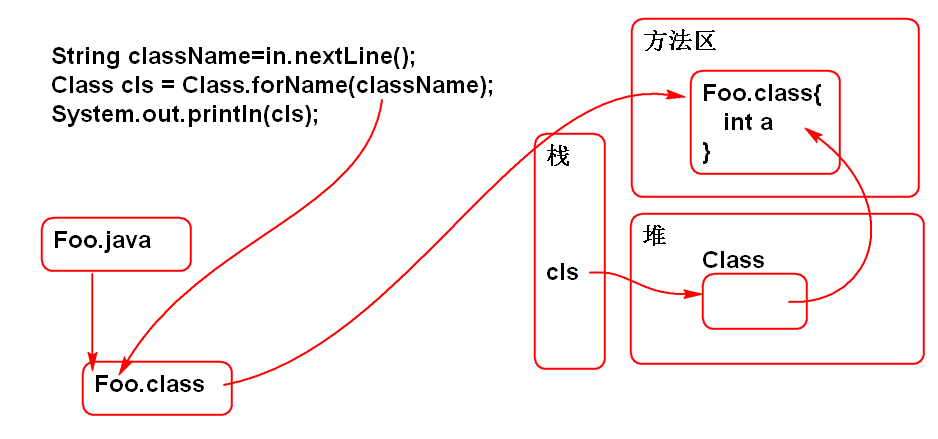 String className=in.nextLine();
Class cls = Class.forName(className);
System.out.println(cls);
方法区
Foo.class{
int a
}
栈
cls
堆
Class
Foo.java
Foo.class